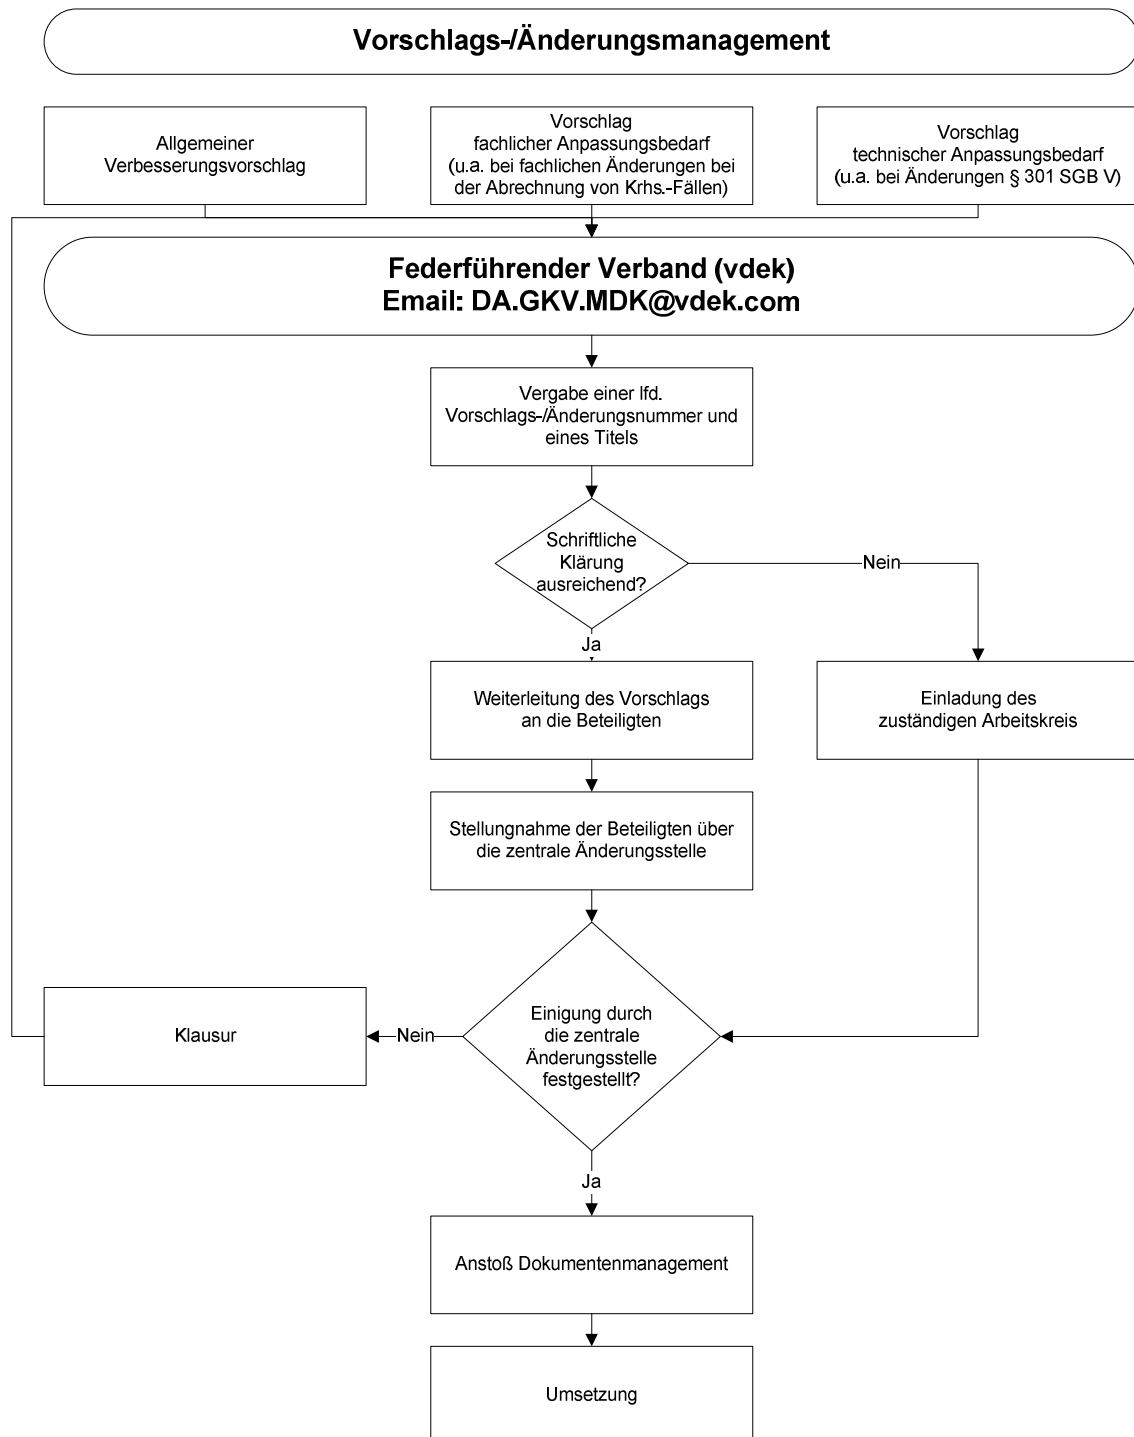 Vorschlags-/Änderungsmanagement
Allgemeiner
Verbesserungsvorschlag
Vorschlag
fachlicher Anpassungsbedarf
(u.a. bei fachlichen Änderungen bei
der Abrechnung von Krhs.-Fällen)
Vorschlag
technischer Anpassungsbedarf
(u.a. bei Änderungen § 301 SGB V)
Federführender Verband (vdek)
Email: DA.GKV.MDK@vdek.com
Vergabe einer lfd.
Vorschlags-/Änderungsnummer und
eines Titels
Schriftliche
Klärung
ausreichend?
Nein
Ja
Weiterleitung des Vorschlags
an die Beteiligten
Einladung des
zuständigen Arbeitskreis
Stellungnahme der Beteiligten über
die zentrale Änderungsstelle
Einigung durch
die zentrale
Änderungsstelle
festgestellt?
Nein
Klausur
Ja
Anstoß Dokumentenmanagement
Umsetzung